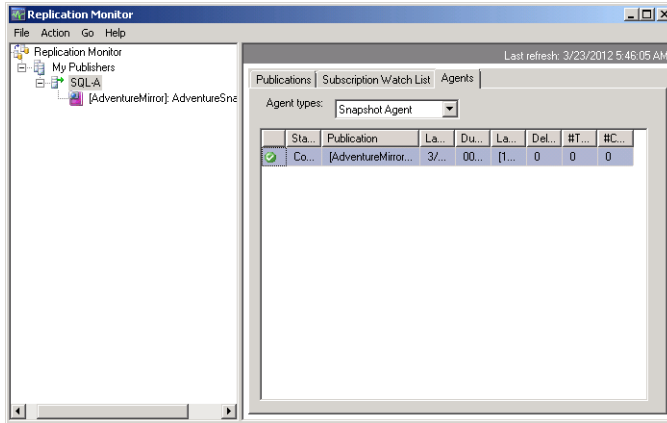 Replication Monitor
File Action Go Help
Replication Monitor
My Publishers
SQL-A
[AdventureMirror]: AdventureSna
Last refresh: 3/23/2012 5:46:05 AM
Publications Subscription Watch List Agents
Agent types: Snapshot Agent
Sta... Publication La... Du... La... Del... #T... #C...
Co... [AdventureMirror... 3/... 00... [1... 0 0 0